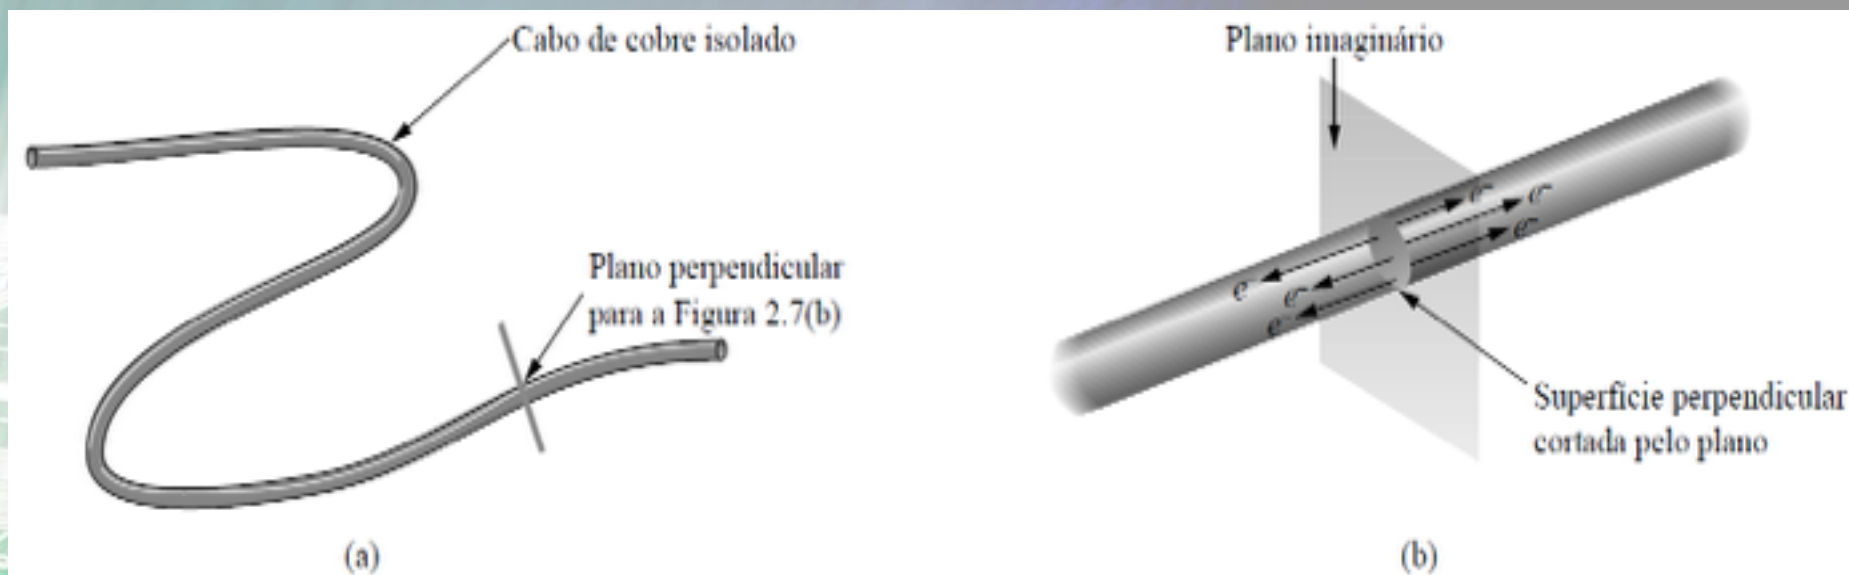 Cabo de cobre isolado
Plano perpendicular
para a Figura 2.7(b)
(a)
Plano imaginário
e⁻
e⁻
e⁻
e⁻
e⁻
e⁻
Superfície perpendicular
cortada pelo plano
(b)